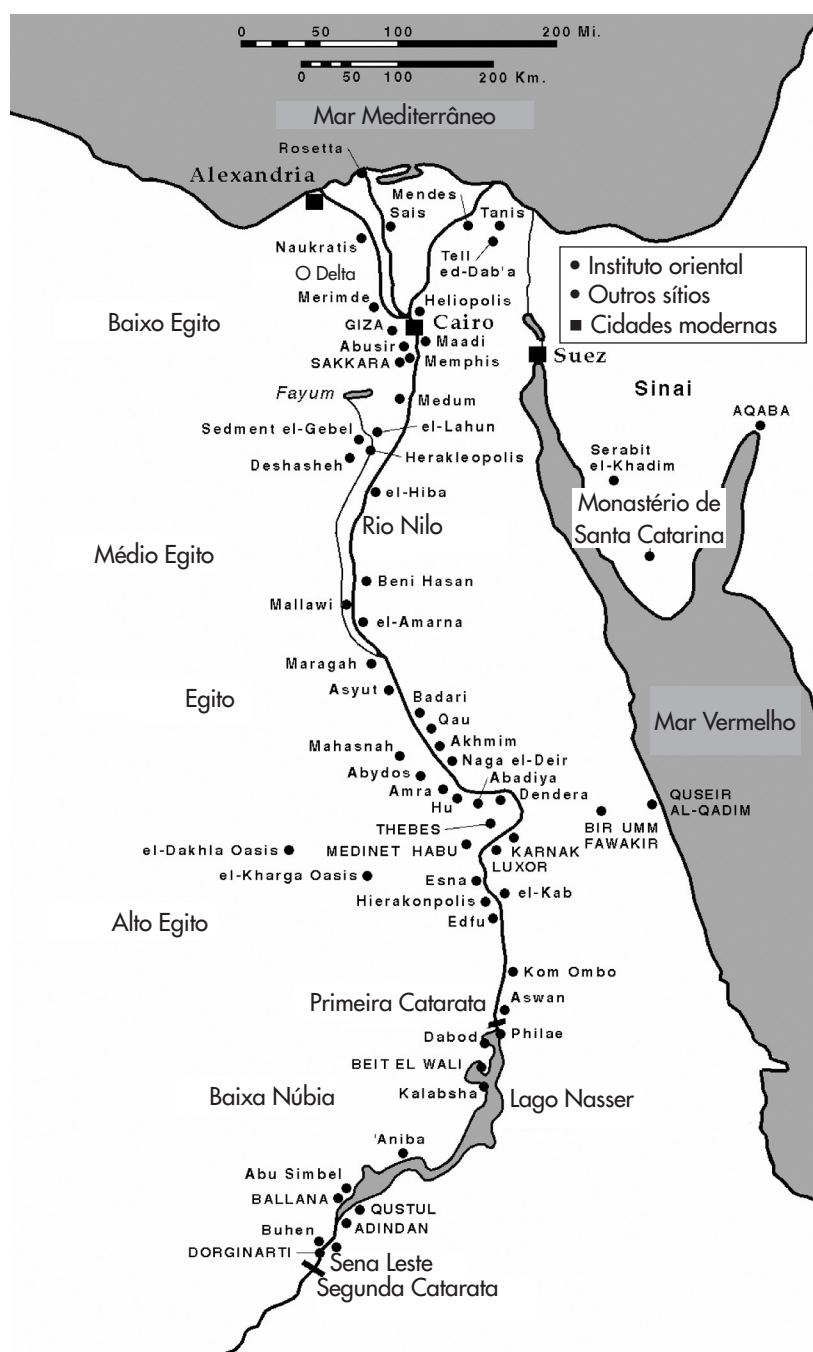 0 50 100 200 Mi.
0 50 100 200 Km.
Mar Mediterrâneo
Rosetta
Alexandria
Mendes
Tanis
Sais
Naukratis
Tell
ed-Dab'a
• Instituto oriental
• Outros sítios
■ Cidades modernas
O Delta
Merimde
Heliopolis
Baixo Egito
GIZA
Cairo
Abusir
Maadi
SAKKARA
Memphis
Suez
Sinai
Fayum
Medum
AQABA
Sedment el-Gebel
el-Lahun
Deshasheh
Herakleopolis
Serabit
el-Khadim
el-Hiba
Monastério de
Santa Catarina
Rio Nilo
Médio Egito
Beni Hasan
Mallawi
el-Amarna
Maragah
Egito
Asyut
Badari
Qau
Mar Vermelho
Akhmim
Mahasnah
Naga el-Deir
Abydos
Abadiya
Amra
Hu
Dendera
QUSEIR
AL-QADIM
THEBES
BIR UMM
FAWAKIR
el-Dakhla Oasis
MEDINET HABU
KARNAK
LUXOR
el-Kharga Oasis
Esna
el-Kab
Hierakonpolis
Alto Egito
Edfu
Kom Ombo
Primeira Catarata
Aswan
Dabod
Philae
BEIT EL WALI
Baixa Núbia
Kalabsha
Lago Nasser
'Aniba
Abu Simbel
BALLANA
QUSTUL
ADINDAN
Buhen
DORGINARTI
Sena Leste
Segunda Catarata